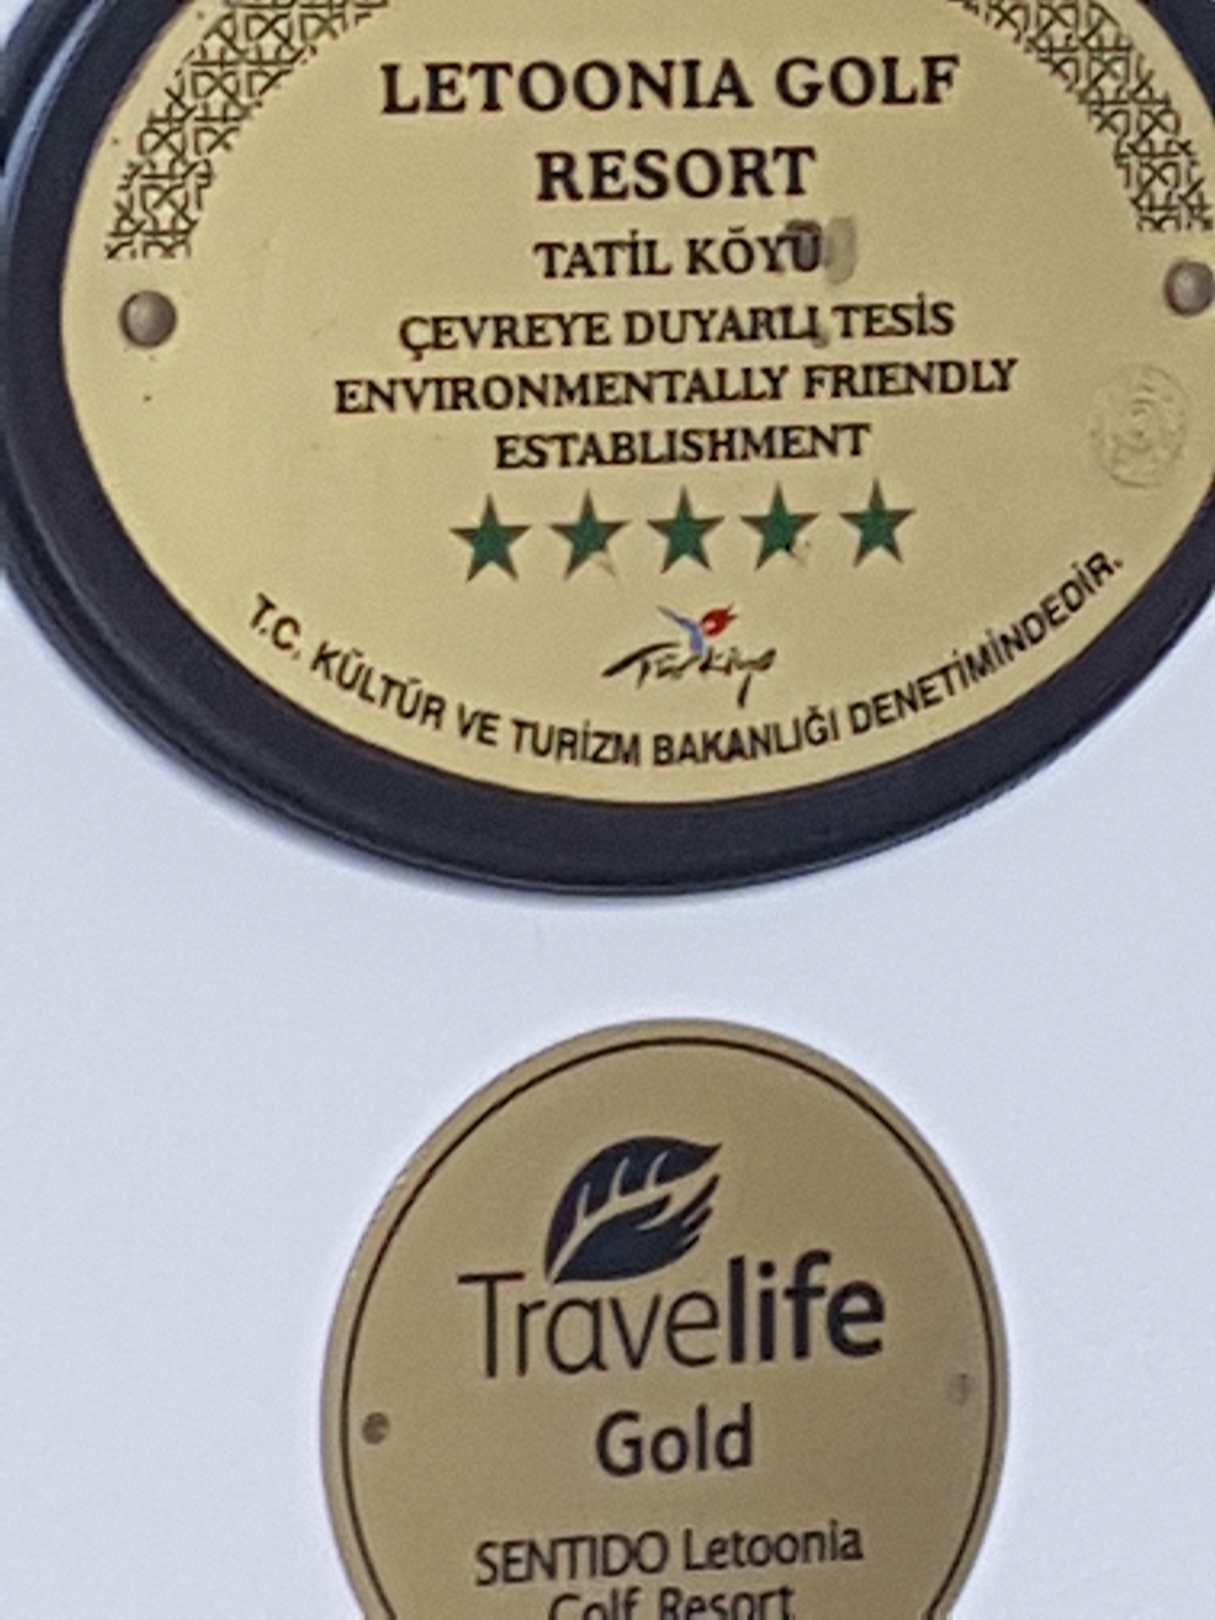 LETOONIA GOLF
RESORT
TATİL KÖYÜ
ÇEVREYE DUYARLI TESİS
ENVIRONMENTALLY FRIENDLY
ESTABLISHMENT
Türkiye
T.C. KÜLTÜR VE TURİZM BAKANLIĞI DENETİMİNDEDİR.
Travelife
Gold
SENTIDO Letoonia
Golf Resort